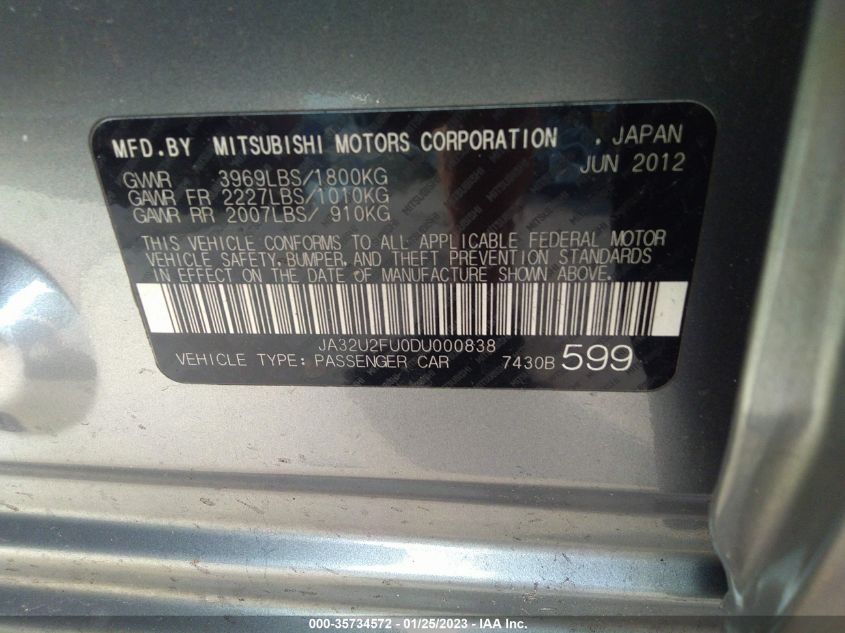 MFD.BY MITSUBISHI MOTORS CORPORATION . JAPAN
JUN 2012
GVWR 3969LBS/1800KG
GAWR FR 2227LBS/1010KG
GAWR RR 2007LBS/ 910KG
THIS VEHICLE CONFORMS TO ALL APPLICABLE FEDERAL MOTOR
VEHICLE SAFETY, BUMPER, AND THEFT PREVENTION STANDARDS
IN EFFECT ON THE DATE OF MANUFACTURE SHOWN ABOVE.
JA32U2FU0DU000838
VEHICLE TYPE: PASSENGER CAR 7430B 599
000-35734572 / 01/25/2023 - IAA Inc.